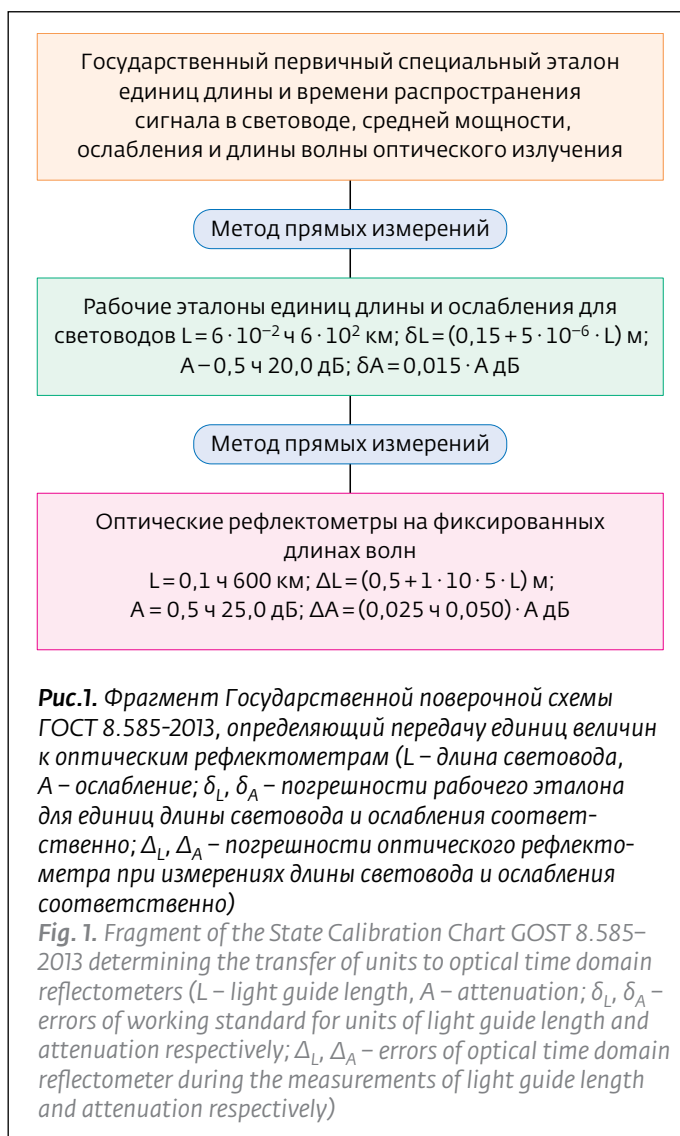 Государственный первичный специальный эталон
единиц длины и времени распространения
сигнала в световоде, средней мощности,
ослабления и длины волны оптического излучения
Метод прямых измерений
Рабочие эталоны единиц длины и ослабления для
световодов L = 6 · 10⁻² ч 6 · 10² км; δL = (0,15 + 5 · 10⁻⁶ · L) м;
A – 0,5 ч 20,0 дБ; δA = 0,015 · A дБ
Метод прямых измерений
Оптические рефлектометры на фиксированных
длинах волн
L = 0,1 ч 600 км; ΔL = (0,5 + 1 · 10 · 5 · L) м;
A = 0,5 ч 25,0 дБ; ΔA = (0,025 ч 0,050) · A дБ
Рис.1. Фрагмент Государственной поверочной схемы
ГОСТ 8.585-2013, определяющий передачу единиц величин
к оптическим рефлектометрам (L – длина световода,
A – ослабление; δ_L, δ_A – погрешности рабочего эталона
для единиц длины световода и ослабления соответ-
ственно; Δ_L, Δ_A – погрешности оптического рефлекто-
метра при измерениях длины световода и ослабления
соответственно)
Fig. 1. Fragment of the State Calibration Chart GOST 8.585–
2013 determining the transfer of units to optical time domain
reflectometers (L – light guide length, A – attenuation; δ_L, δ_A –
errors of working standard for units of light guide length and
attenuation respectively; Δ_L, Δ_A – errors of optical time domain
reflectometer during the measurements of light guide length
and attenuation respectively)